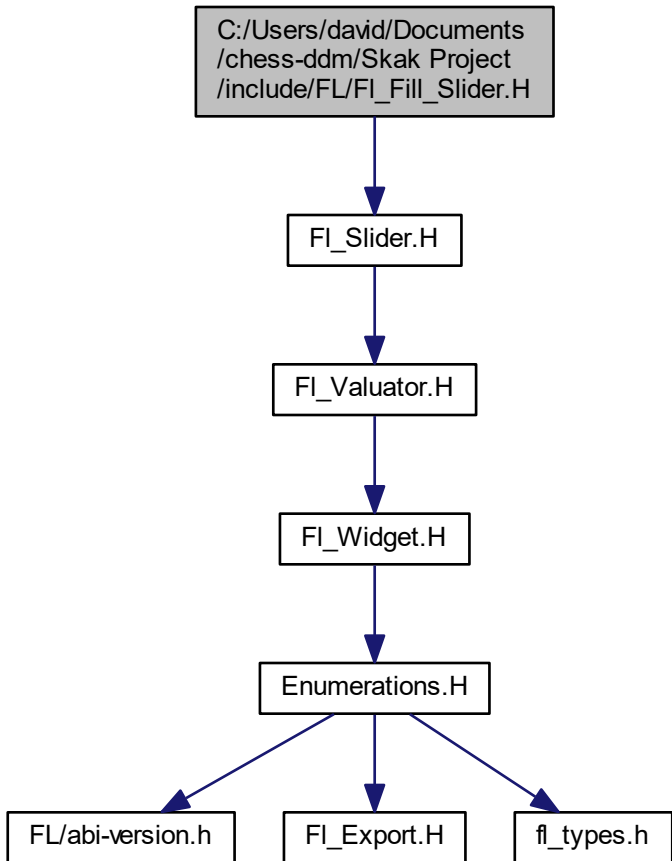 C:/Users/david/Documents
/chess-ddm/Skak Project
/include/FL/Fl_Fill_Slider.H
Fl_Slider.H
Fl_Valuator.H
Fl_Widget.H
Enumerations.H
FL/abi-version.h
Fl_Export.H
fl_types.h